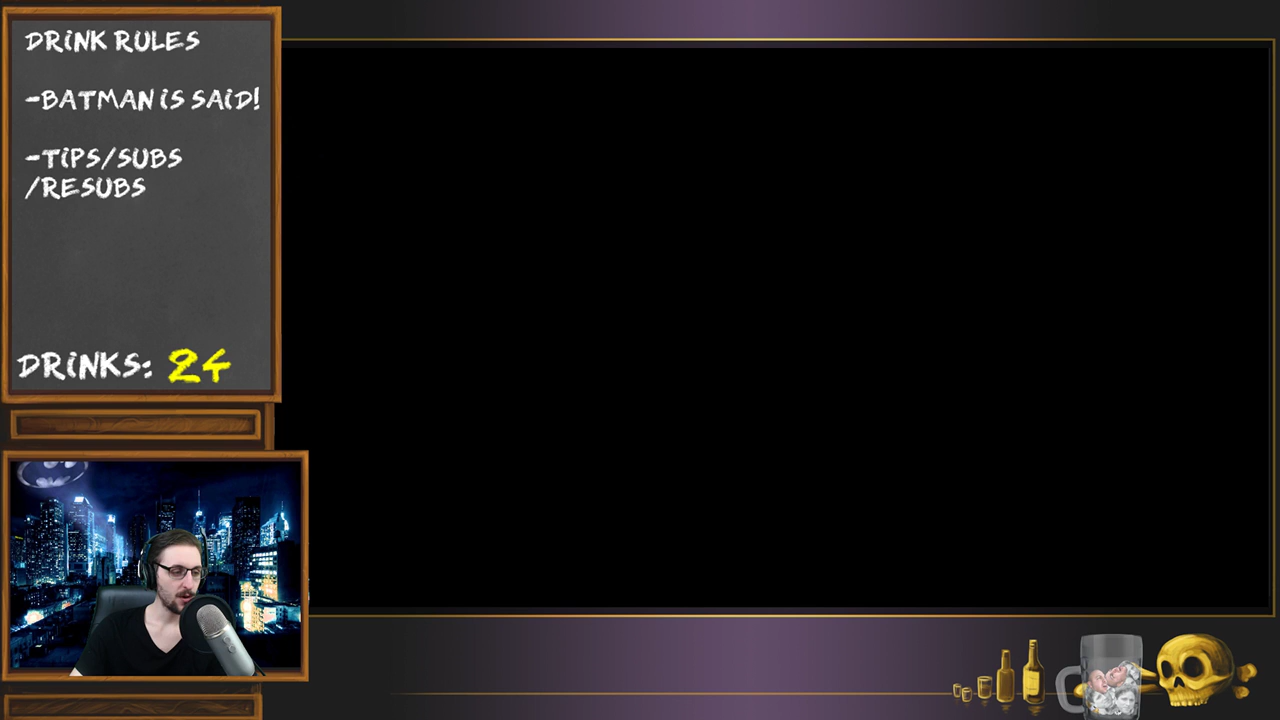 DRINK RULES
-BATMAN IS SAID!
-TIPS/SUBS
/RESUBS
DRINKS: 24